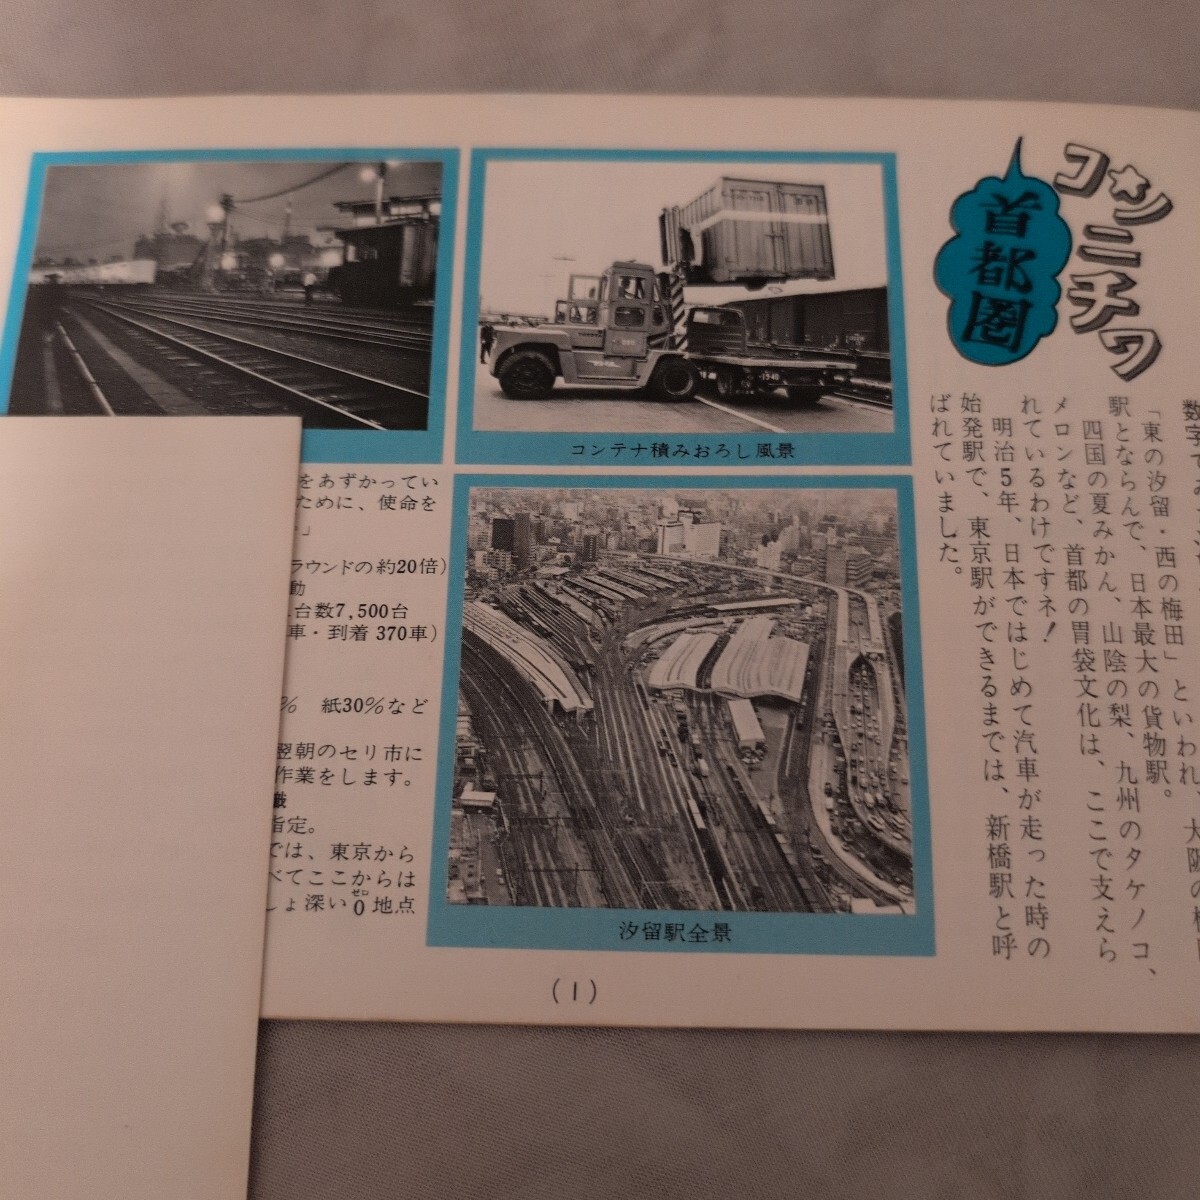 コンニチワ
首都圏
数字で
「東の汐留・西の梅田」といわれ、大阪の梅田
駅とならんで、日本最大の貨物駅。
四国の夏みかん、山陰の梨、九州のタケノコ、
メロンなど、首都の胃袋文化は、ここで支えら
れているわけですネ!
明治5年、日本ではじめて汽車が走った時の
始発駅で、東京駅ができるまでは、新橋駅と呼
ばれていました。
コンテナ積みおろし風景
汐留駅全景
をあずかってい
ために、使命を
」
ラウンドの約20倍)
動
台数7,500台
車・到着370車)
% 紙30%など
翌朝のセリ市に
作業をします。
指定。
では、東京から
べてここからは
しょ深い0地点
ゼロ
(1)